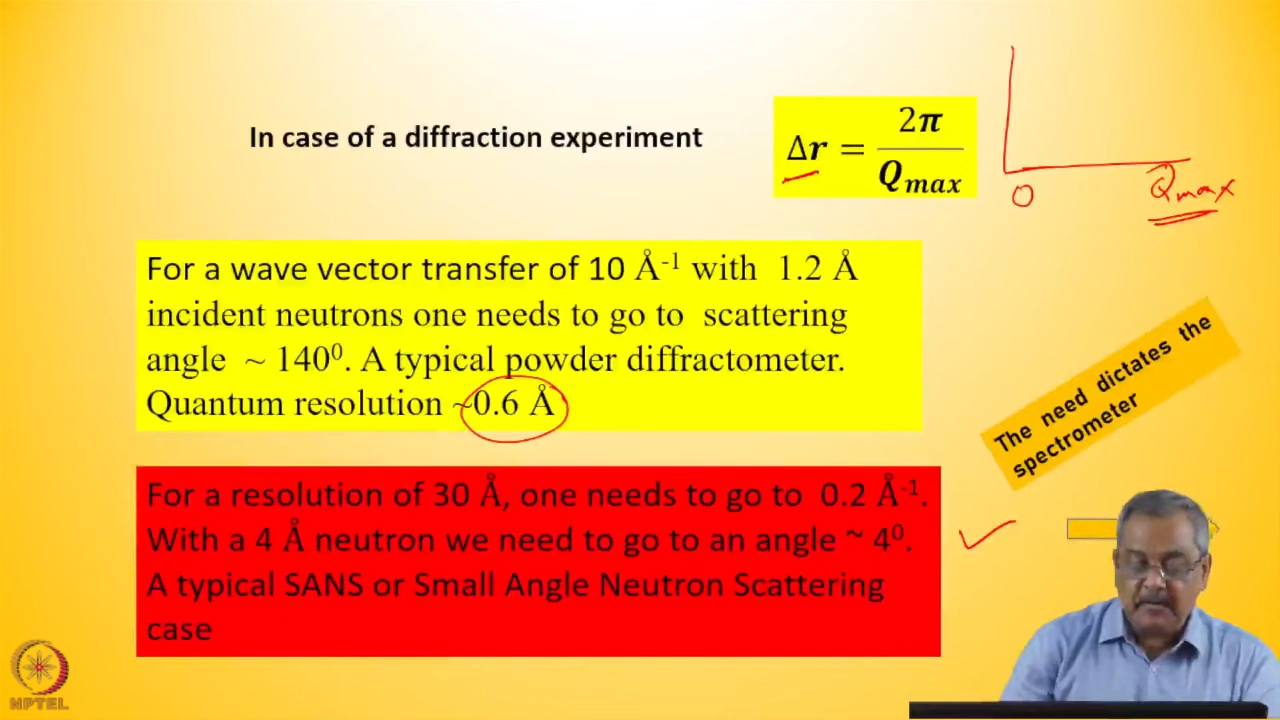 In case of a diffraction experiment
Δr = 2π / Qmax
0
Qmax
For a wave vector transfer of 10 Å⁻¹ with 1.2 Å
incident neutrons one needs to go to scattering
angle ~ 140⁰. A typical powder diffractometer.
Quantum resolution ~0.6 Å
The need dictates the
spectrometer
For a resolution of 30 Å, one needs to go to 0.2 Å⁻¹.
With a 4 Å neutron we need to go to an angle ~ 4⁰.
A typical SANS or Small Angle Neutron Scattering
case
NPTEL